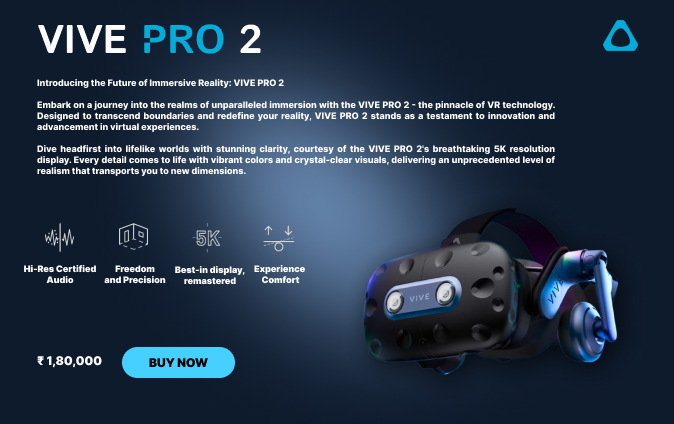 VIVE PRO 2
Introducing the Future of Immersive Reality: VIVE PRO 2
Embark on a journey into the realms of unparalleled immersion with the VIVE PRO 2 - the pinnacle of VR technology.
Designed to transcend boundaries and redefine your reality, VIVE PRO 2 stands as a testament to innovation and
advancement in virtual experiences.
Dive headfirst into lifelike worlds with stunning clarity, courtesy of the VIVE PRO 2's breathtaking 5K resolution
display. Every detail comes to life with vibrant colors and crystal-clear visuals, delivering an unprecedented level of
realism that transports you to new dimensions.
5K
Hi-Res Certified
Audio
Freedom
and Precision
Best-in display,
remastered
Experience
Comfort
VIVE
VIVE
₹ 1,80,000
BUY NOW